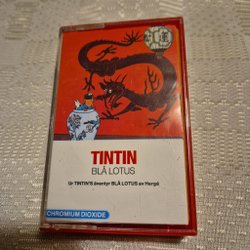 TINTIN
BLÅ LOTUS
Ur TINTIN'S äventyr BLÅ LOTUS av Hergé
CHROMIUM DIOXIDE